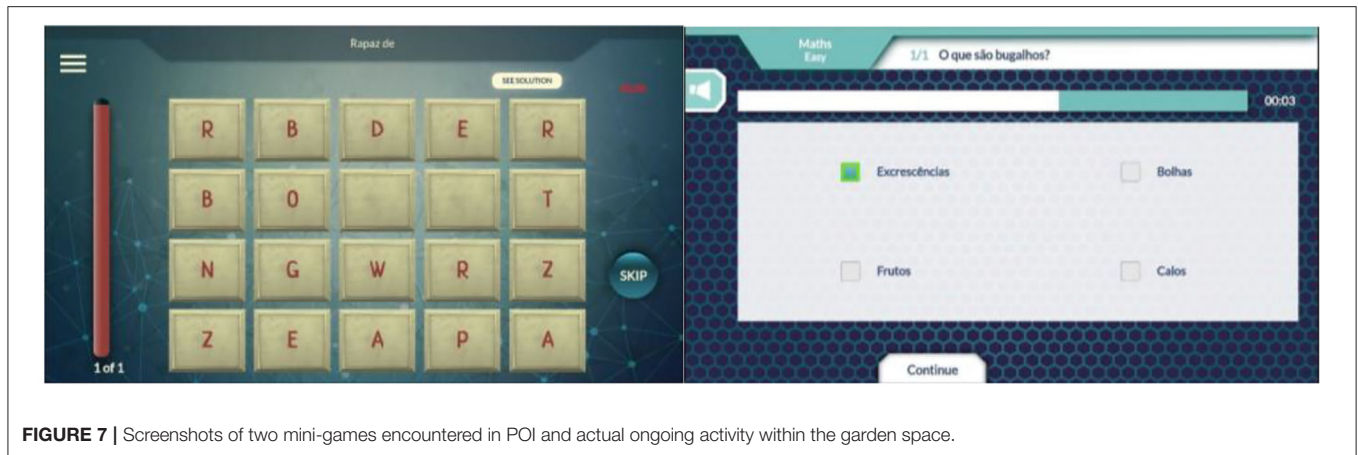 Rapaz de
SEE SOLUTION
R B D E R
B O T
N G W R Z
Z E A P A
SKIP
1 of 1
Maths
Easy
1/1 O que são bugalhos?
00:03
Excrescências Bolhas
Frutos Calos
Continue
FIGURE 7 | Screenshots of two mini-games encountered in POI and actual ongoing activity within the garden space.